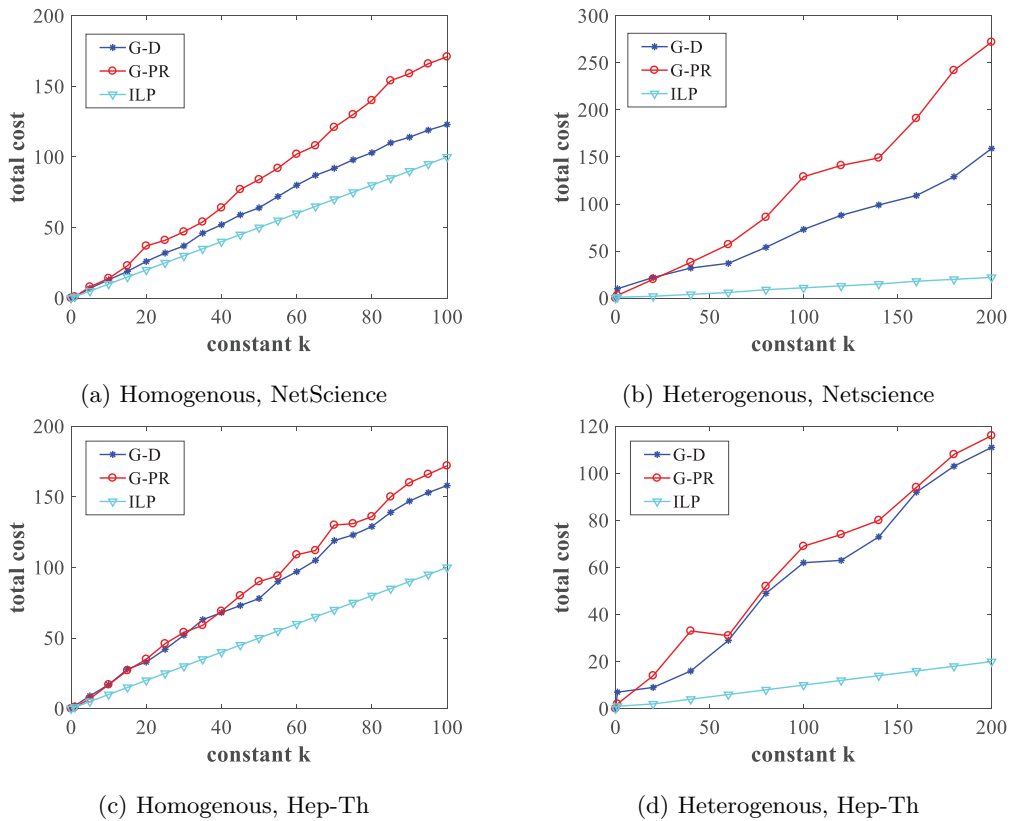 200
150
100
50
0
total cost
G-D
G-PR
ILP
0 20 40 60 80 100
constant k
(a) Homogenous, NetScience
300
250
200
150
100
50
0
total cost
G-D
G-PR
ILP
0 50 100 150 200
constant k
(b) Heterogenous, Netscience
200
150
100
50
0
total cost
G-D
G-PR
ILP
0 20 40 60 80 100
constant k
(c) Homogenous, Hep-Th
120
100
80
60
40
20
0
total cost
G-D
G-PR
ILP
0 50 100 150 200
constant k
(d) Heterogenous, Hep-Th